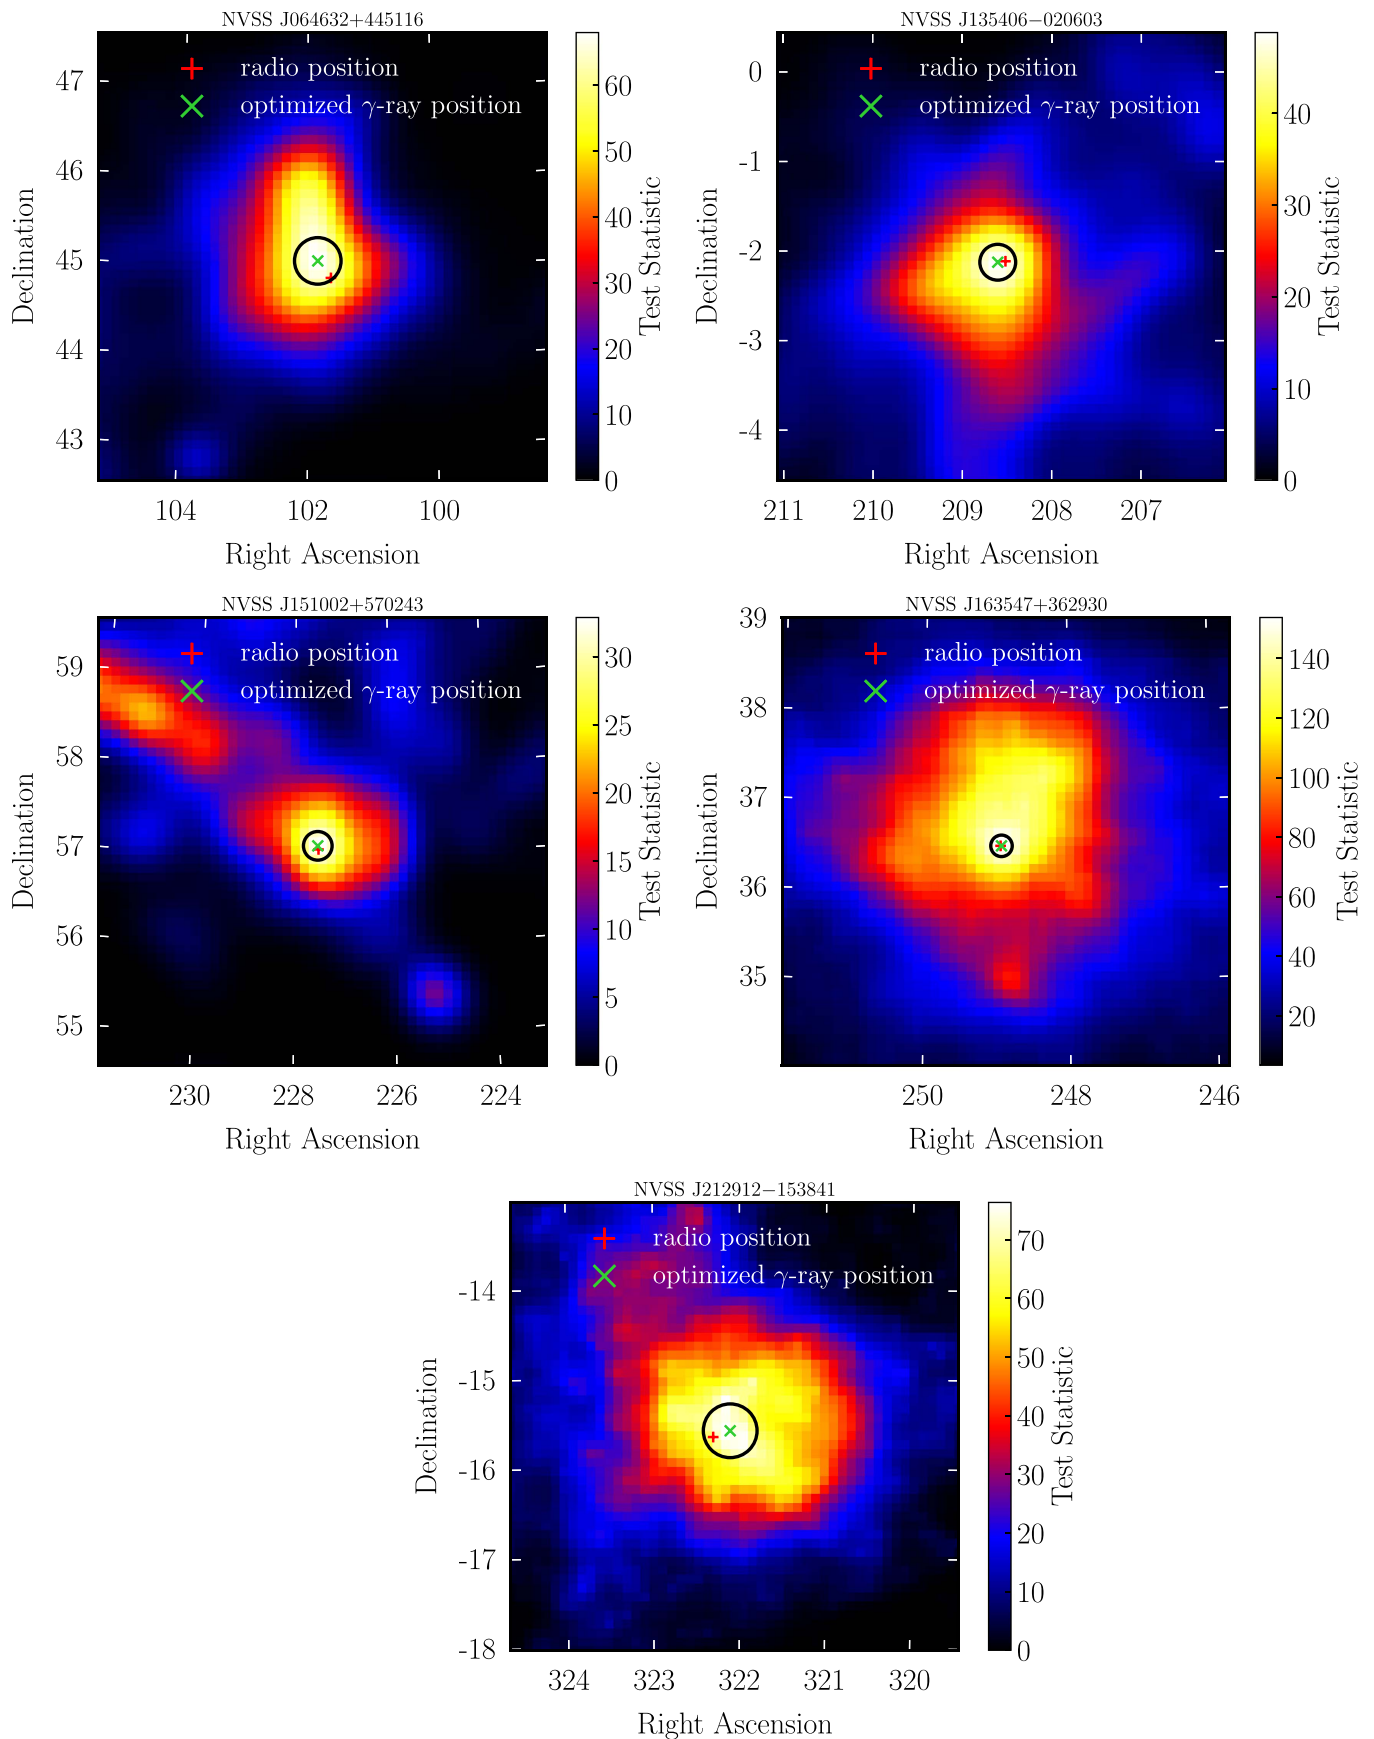 NVSS J064632+445116
radio position
optimized γ-ray position
47
46
45
44
43
Declination
104 102 100
Right Ascension
60
50
40
30
20
10
0
Test Statistic
NVSS J135406−020603
radio position
optimized γ-ray position
0
-1
-2
-3
-4
Declination
211 210 209 208 207
Right Ascension
40
30
20
10
0
Test Statistic
NVSS J151002+570243
radio position
optimized γ-ray position
59
58
57
56
55
Declination
230 228 226 224
Right Ascension
30
25
20
15
10
5
0
Test Statistic
NVSS J163547+362930
radio position
optimized γ-ray position
39
38
37
36
35
Declination
250 248 246
Right Ascension
140
120
100
80
60
40
20
Test Statistic
NVSS J212912−153841
radio position
optimized γ-ray position
-14
-15
-16
-17
-18
Declination
324 323 322 321 320
Right Ascension
70
60
50
40
30
20
10
0
Test Statistic